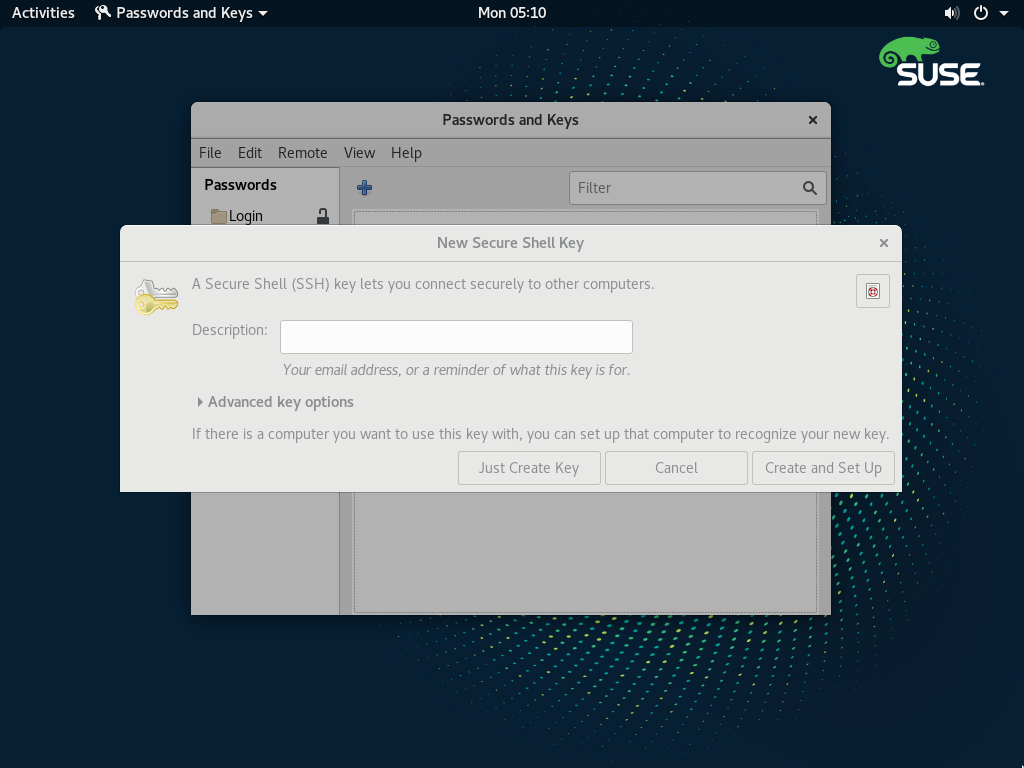 Activities Passwords and Keys Mon 05:10
SUSE
Passwords and Keys
File Edit Remote View Help
Passwords
Filter
Login
New Secure Shell Key
A Secure Shell (SSH) key lets you connect securely to other computers.
Description:
Your email address, or a reminder of what this key is for.
Advanced key options
If there is a computer you want to use this key with, you can set up that computer to recognize your new key.
Just Create Key Cancel Create and Set Up